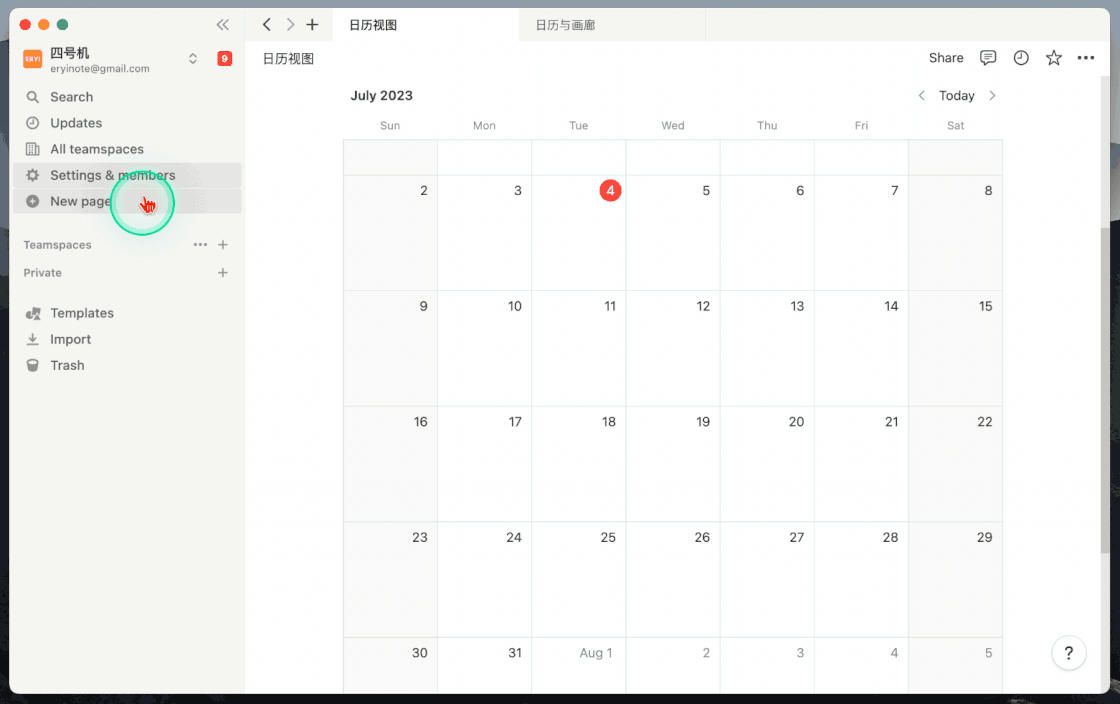 日历视图
日历与画廊
ERYI
四号机
eryinote@gmail.com
9
日历视图
Share
Search
Updates
All teamspaces
Settings & members
New page
Teamspaces
Private
Templates
Import
Trash
July 2023
Today
Sun Mon Tue Wed Thu Fri Sat
2 3 4 5 6 7 8
9 10 11 12 13 14 15
16 17 18 19 20 21 22
23 24 25 26 27 28 29
30 31 Aug 1 2 3 4 5
?